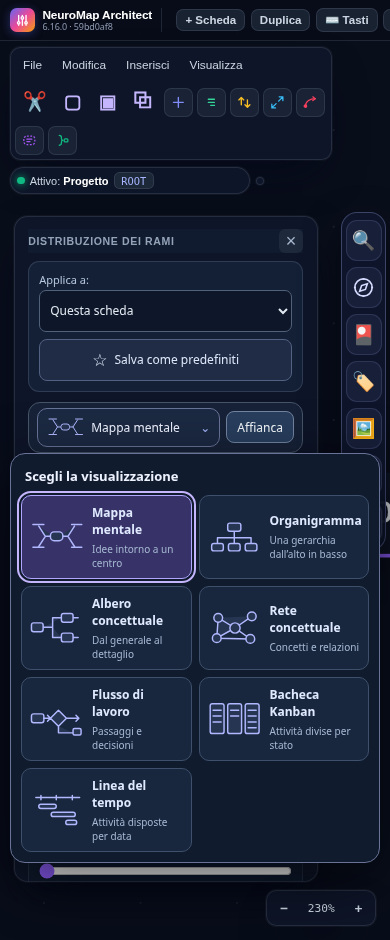 NeuroMap Architect
6.16.0 · 59bd0af8
+ Scheda
Duplica
Tasti
File
Modifica
Inserisci
Visualizza
Attivo: Progetto ROOT
DISTRIBUZIONE DEI RAMI
Applica a:
Questa scheda
Salva come predefiniti
Mappa mentale
Affianca
Scegli la visualizzazione
Mappa
mentale
Idee intorno a un
centro
Organigramma
Una gerarchia
dall'alto in basso
Albero
concettuale
Dal generale al
dettaglio
Rete
concettuale
Concetti e relazioni
Flusso di
lavoro
Passaggi e
decisioni
Bacheca
Kanban
Attività divise per
stato
Linea del
tempo
Attività disposte
per data
− 230% +